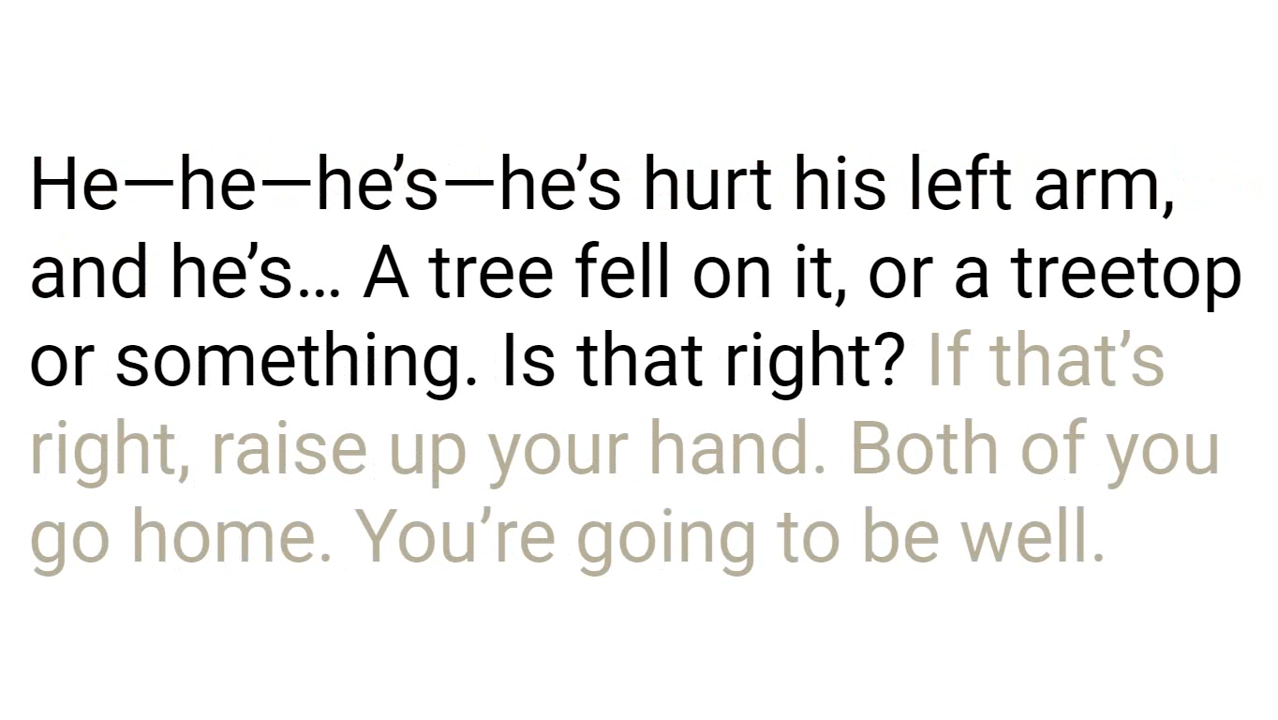 He—he—he’s—he’s hurt his left arm,
and he’s… A tree fell on it, or a treetop
or something. Is that right? If that’s
right, raise up your hand. Both of you
go home. You’re going to be well.